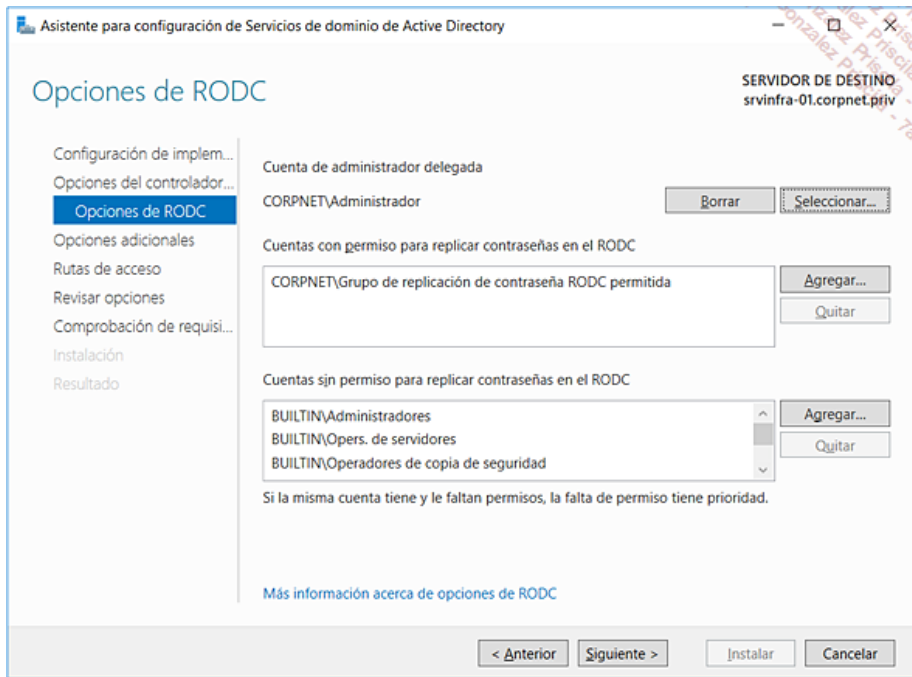 Asistente para configuración de Servicios de dominio de Active Directory
Opciones de RODC
SERVIDOR DE DESTINO
srvinfra-01.corpnet.priv
Configuración de implem...
Opciones del controlador...
Opciones de RODC
Opciones adicionales
Rutas de acceso
Revisar opciones
Comprobación de requisi...
Instalación
Resultado
Cuenta de administrador delegada
CORPNET\Administrador
Borrar
Seleccionar...
Cuentas con permiso para replicar contraseñas en el RODC
CORPNET\Grupo de replicación de contraseña RODC permitida
Agregar...
Quitar
Cuentas sin permiso para replicar contraseñas en el RODC
BUILTIN\Administradores
BUILTIN\Opers. de servidores
BUILTIN\Operadores de copia de seguridad
Agregar...
Quitar
Si la misma cuenta tiene y le faltan permisos, la falta de permiso tiene prioridad.
Más información acerca de opciones de RODC
< Anterior
Siguiente >
Instalar
Cancelar